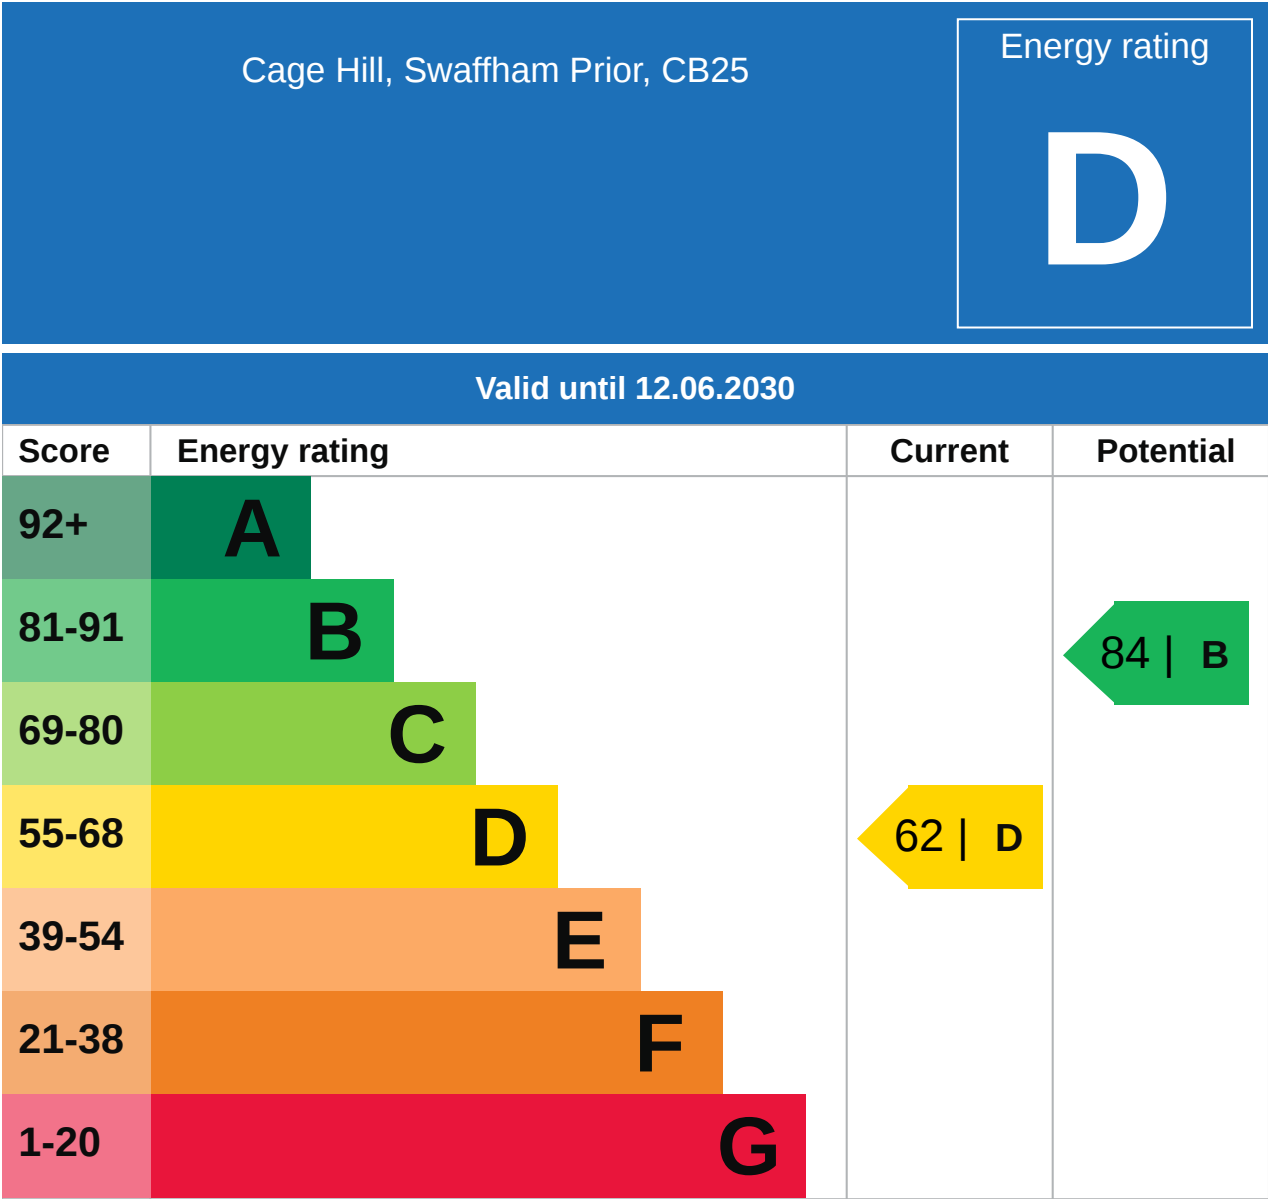 Cage Hill, Swaffham Prior, CB25
Energy rating
D
Valid until 12.06.2030
Score Energy rating Current Potential
92+ A
81-91 B 84 | B
69-80 C
55-68 D 62 | D
39-54 E
21-38 F
1-20 G